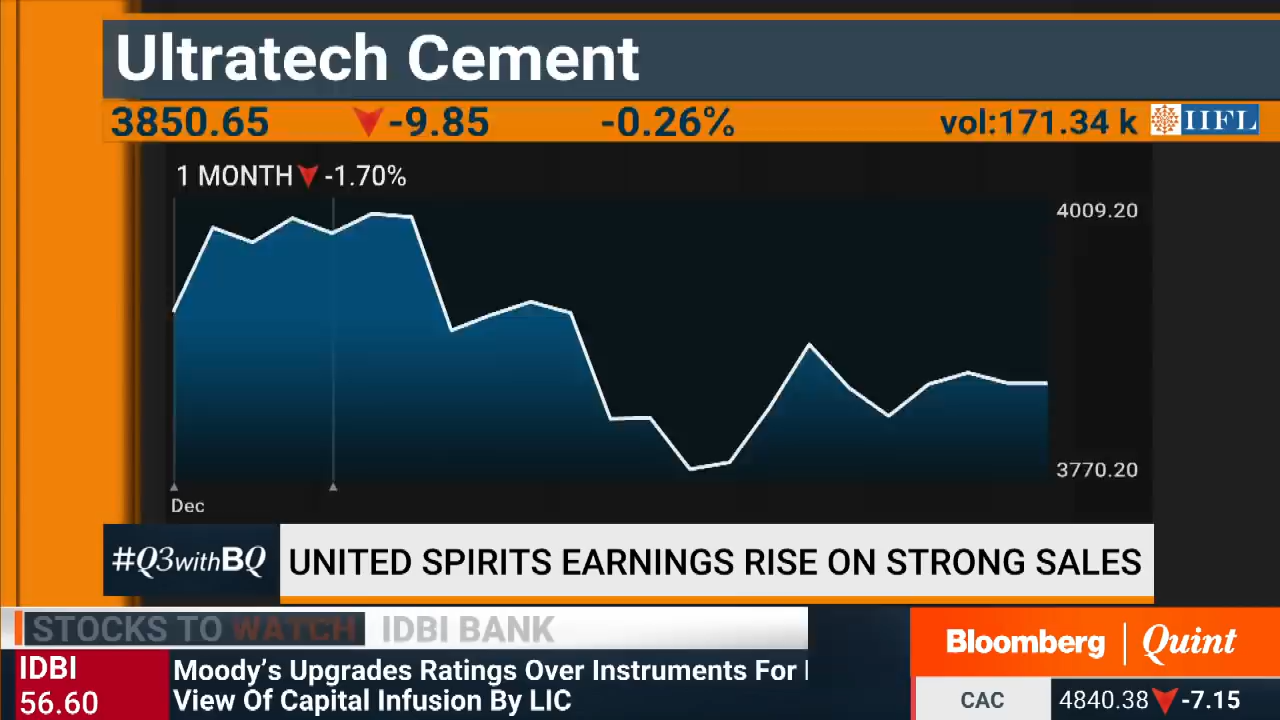 Ultratech Cement
3850.65 -9.85 -0.26% vol:171.34 k IIFL
1 MONTH -1.70%
4009.20
3770.20
Dec
#Q3withBQ UNITED SPIRITS EARNINGS RISE ON STRONG SALES
STOCKS TO WATCH IDBI BANK
IDBI
56.60
Moody's Upgrades Ratings Over Instruments For
View Of Capital Infusion By LIC
Bloomberg | Quint
CAC 4840.38 -7.15